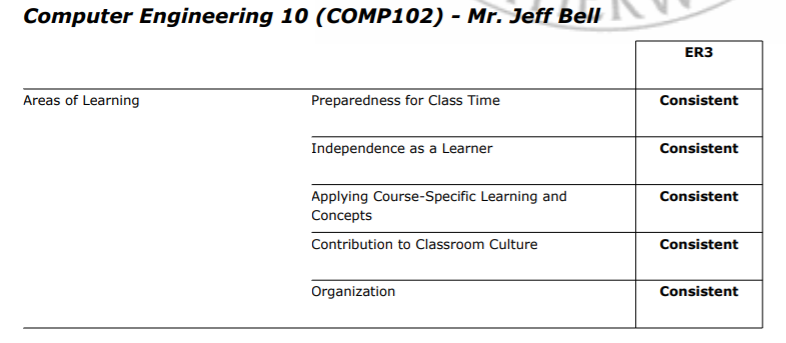 Computer Engineering 10 (COMP102) - Mr. Jeff Bell
ER3
Areas of Learning
Preparedness for Class Time
Consistent
Independence as a Learner
Consistent
Applying Course-Specific Learning and
Concepts
Consistent
Contribution to Classroom Culture
Consistent
Organization
Consistent